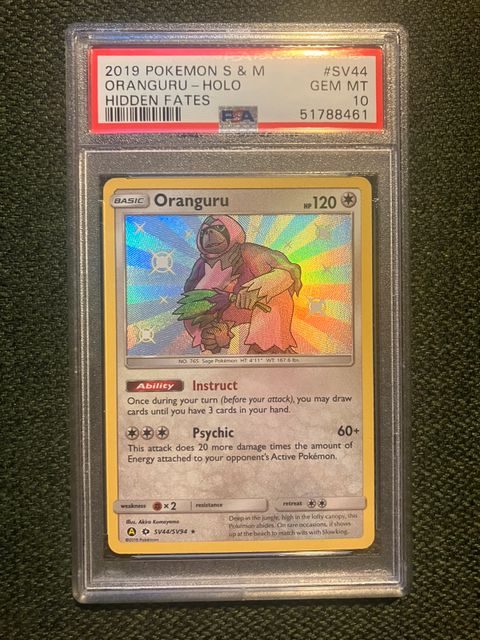 2019 POKEMON S & M #SV44
ORANGURU - HOLO GEM MT
HIDDEN FATES 10
PSA 51788461
BASIC Oranguru HP 120
NO. 765 Sage Pokémon HT: 4'11" WT: 167.6 lbs.
Ability Instruct
Once during your turn (before your attack), you may draw
cards until you have 3 cards in your hand.
Psychic 60+
This attack does 20 more damage times the amount of
Energy attached to your opponent's Active Pokémon.
weakness ×2 resistance retreat
Illus. Akira Komayama
A SV44/SV94
©2019 Pokémon
Deep in the jungle, high in the lofty canopy, this
Pokémon abides. On rare occasions, it shows
up at the beach to match wits with Slowking.